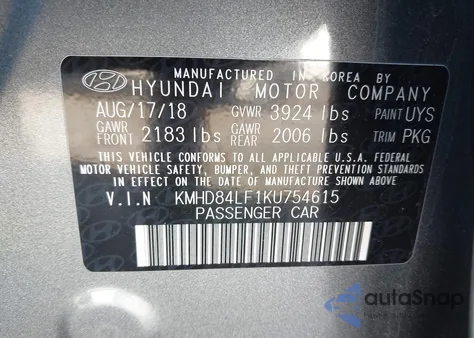 MANUFACTURED IN KOREA BY
HYUNDAI MOTOR COMPANY
AUG/17/18 GVWR 3924 lbs PAINT UYS
GAWR FRONT 2183 lbs GAWR REAR 2006 lbs TRIM PKG
THIS VEHICLE CONFORMS TO ALL APPLICABLE U.S.A. FEDERAL
MOTOR VEHICLE SAFETY, BUMPER, AND THEFT PREVENTION STANDARDS
IN EFFECT ON THE DATE OF MANUFACTURE SHOWN ABOVE.
V.I.N KMHD84LF1KU754615
PASSENGER CAR
autoSnap